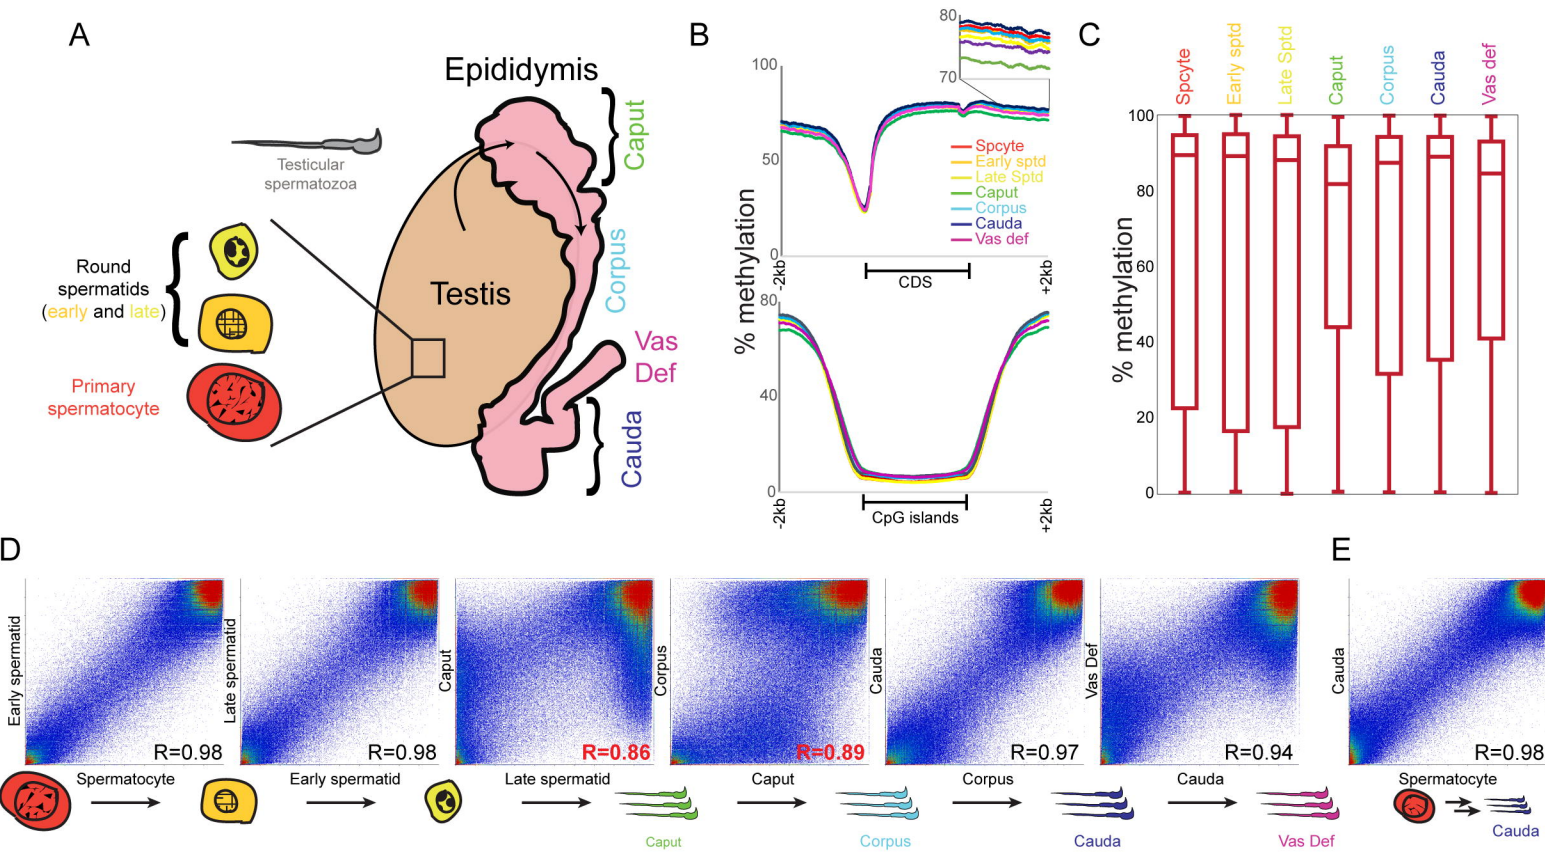 A
Epididymis
Caput
Testicular
spermatozoa
Corpus
Round
spermatids
(early and late)
Testis
Vas
Def
Primary
spermatocyte
Cauda
B
80
70
100
50
0
% methylation
Spcyte
Early sptd
Late Sptd
Caput
Corpus
Cauda
Vas def
-2kb
CDS
+2kb
80
40
0
-2kb
CpG islands
+2kb
C
Spcyte
Early sptd
Late Sptd
Caput
Corpus
Cauda
Vas def
% methylation
100
80
60
40
20
0
D
Early spermatid
R=0.98
Spermatocyte
Late spermatid
R=0.98
Early spermatid
Caput
R=0.86
Late spermatid
Caput
Corpus
R=0.89
Caput
Corpus
Cauda
R=0.97
Corpus
Cauda
Vas Def
R=0.94
Cauda
Vas Def
E
Cauda
R=0.98
Spermatocyte
Cauda